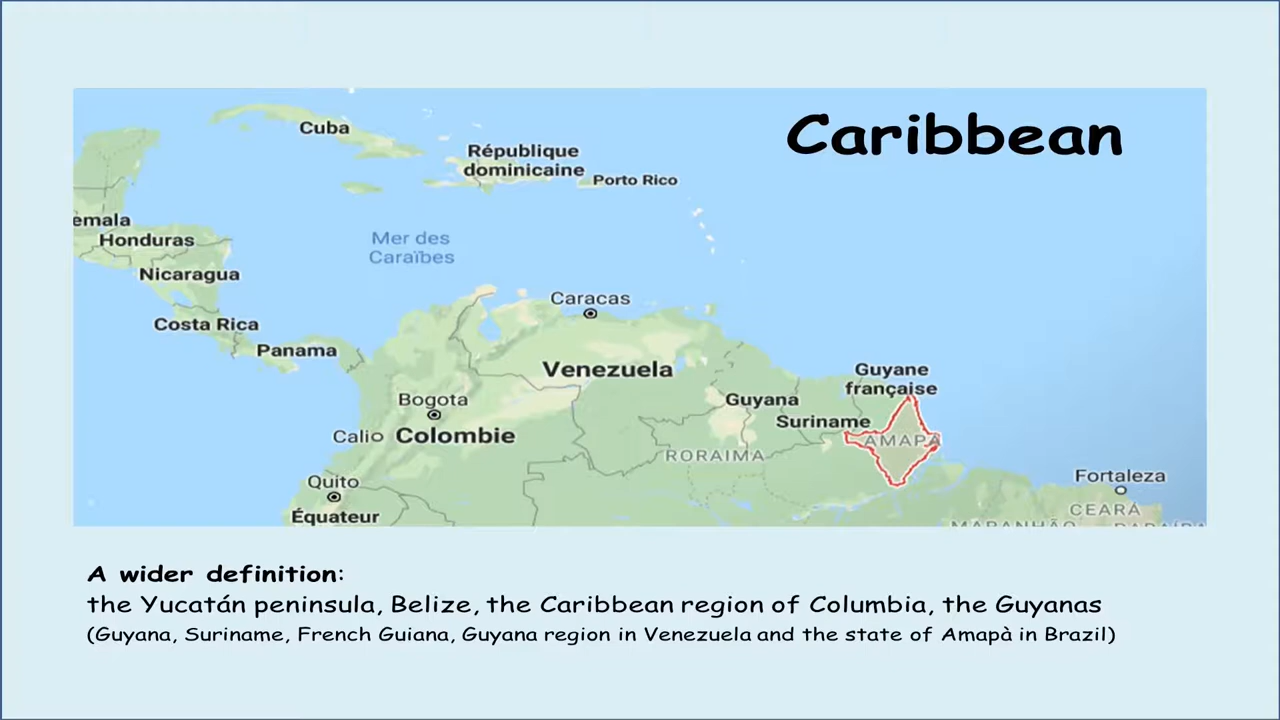 Caribbean
Cuba
République
dominicaine
Porto Rico
emala
Honduras
Mer des
Caraïbes
Nicaragua
Caracas
Costa Rica
Panama
Venezuela
Guyane
française
Bogota
Guyana
Suriname
Calio
Colombie
AMAPÁ
RORAIMA
Quito
Fortaleza
Équateur
CEARÁ
MARANHÃO
PARAÍBA
A wider definition:
the Yucatán peninsula, Belize, the Caribbean region of Columbia, the Guyanas
(Guyana, Suriname, French Guiana, Guyana region in Venezuela and the state of Amapà in Brazil)